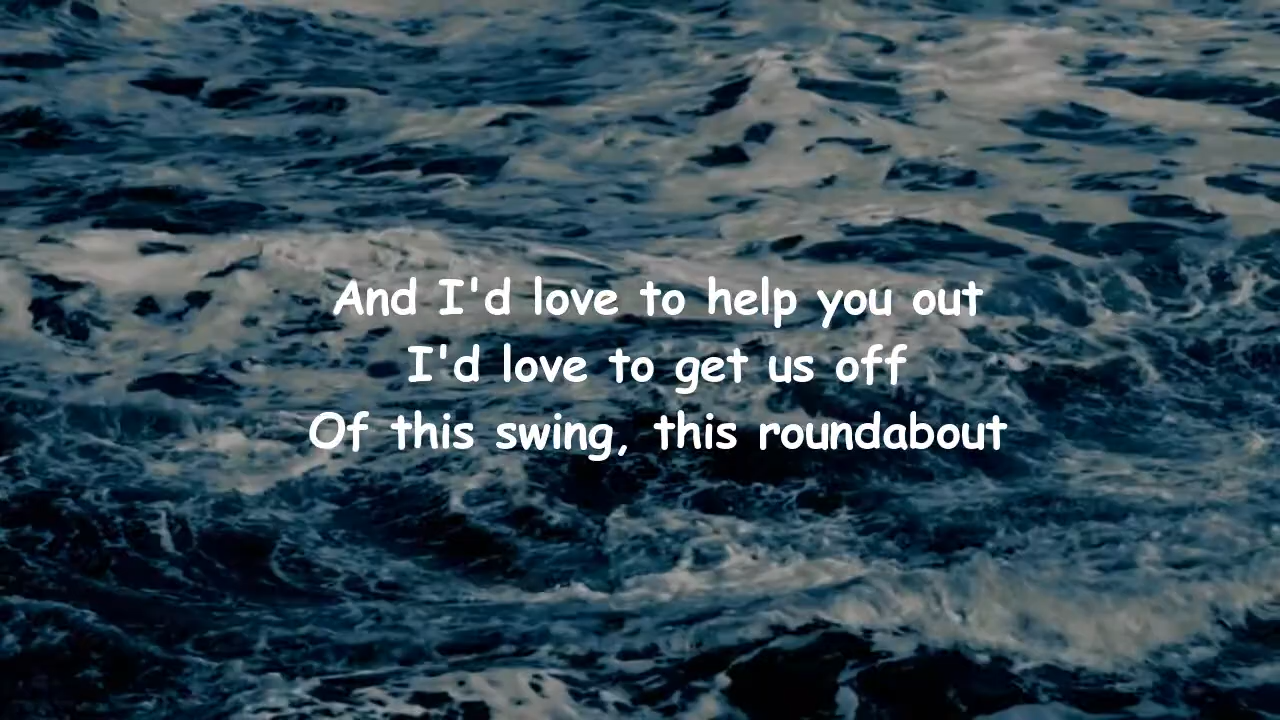 And I'd love to help you out
I'd love to get us off
Of this swing, this roundabout